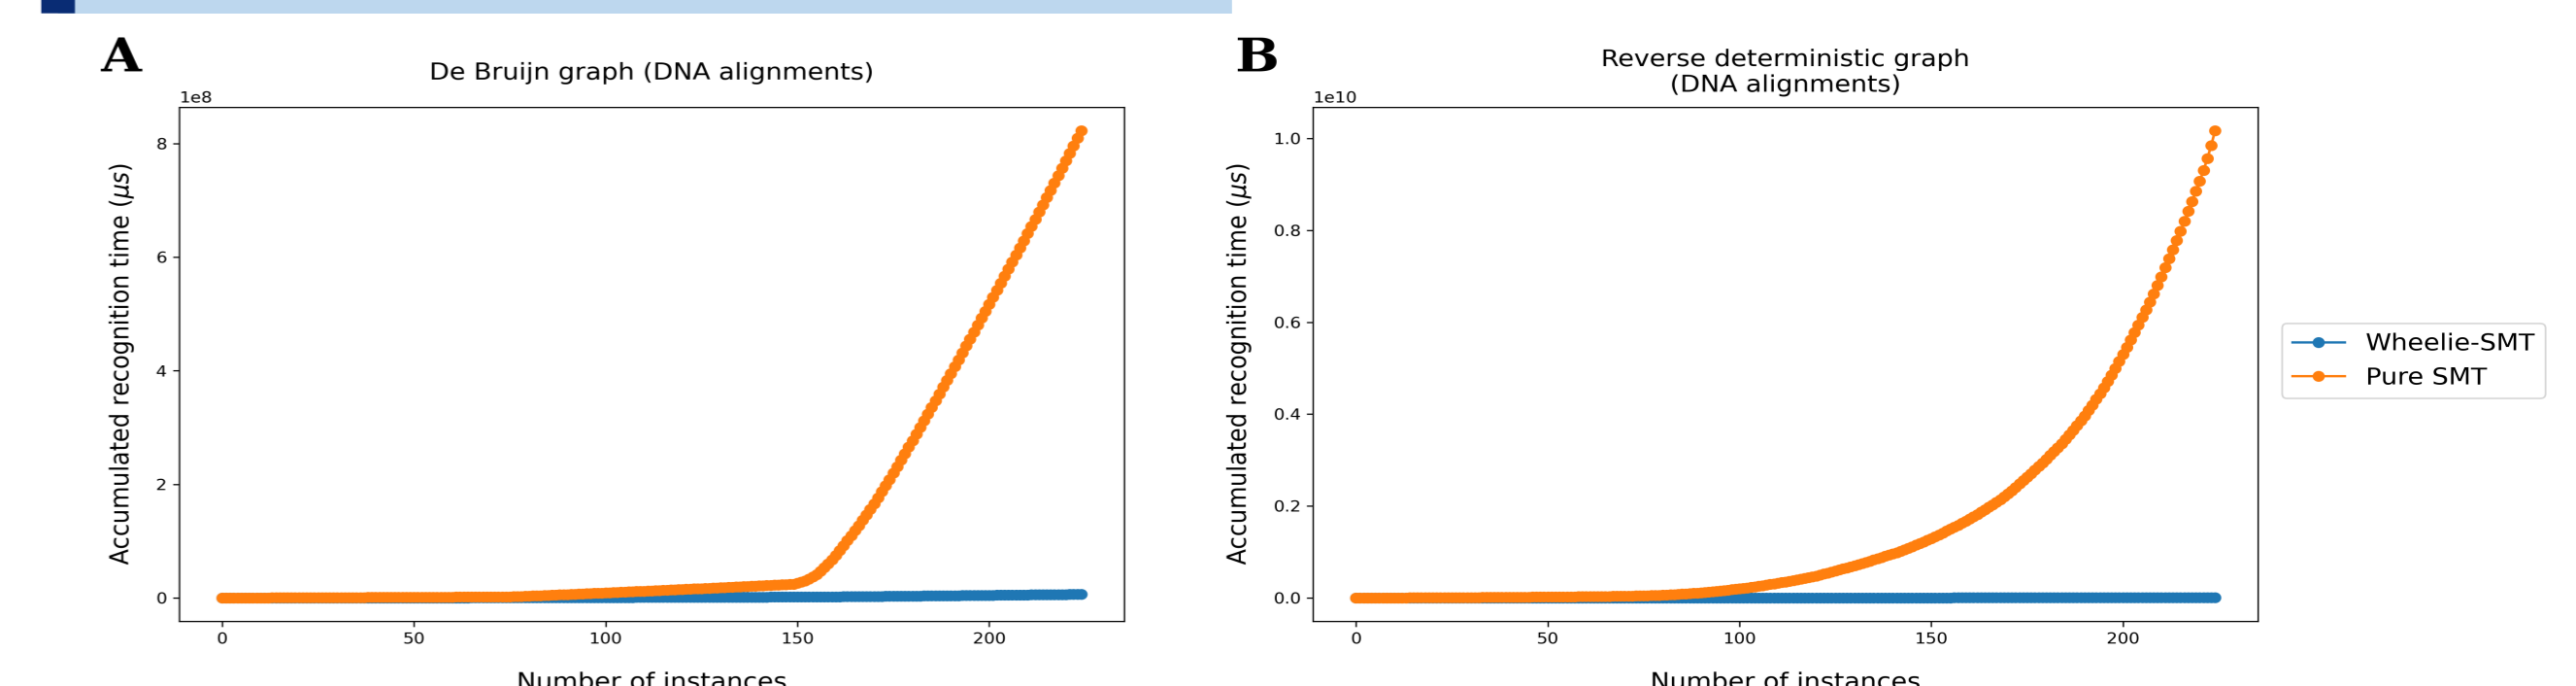 A
De Bruijn graph (DNA alignments)
1e8
8
6
4
2
0
Accumulated recognition time (μs)
0 50 100 150 200
Number of instances
B
Reverse deterministic graph
(DNA alignments)
1e10
1.0
0.8
0.6
0.4
0.2
0.0
Accumulated recognition time (μs)
0 50 100 150 200
Number of instances
Wheelie-SMT
Pure SMT